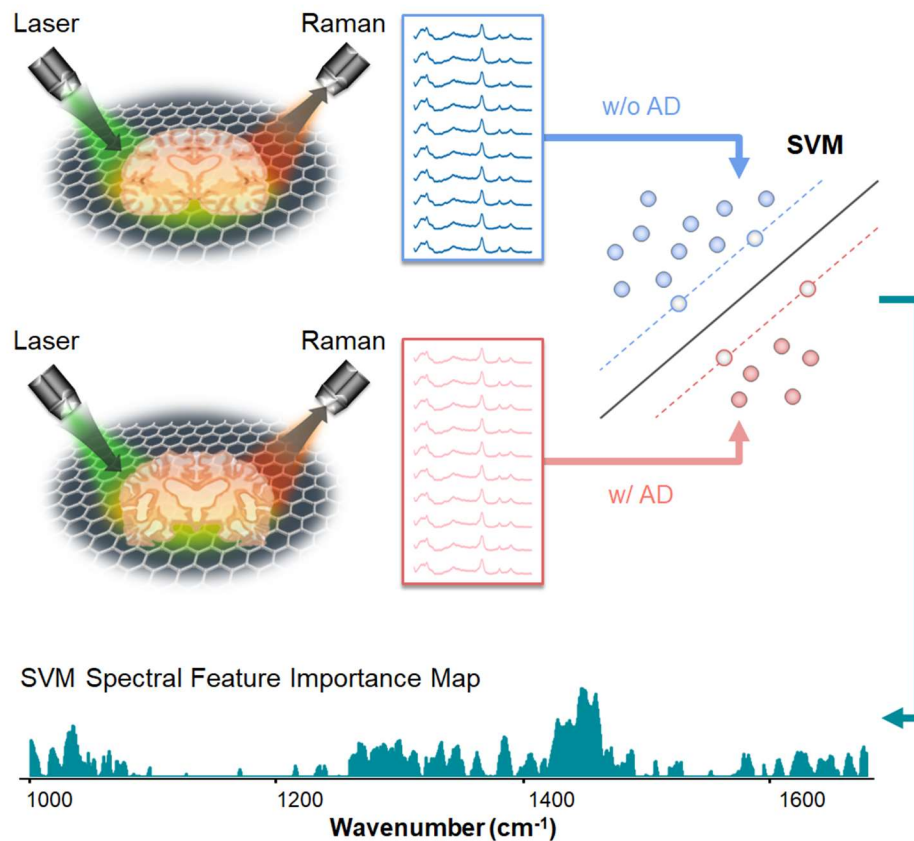 Laser
Raman
w/o AD
SVM
Laser
Raman
w/ AD
SVM Spectral Feature Importance Map
1000 1200 1400 1600
Wavenumber (cm⁻¹)